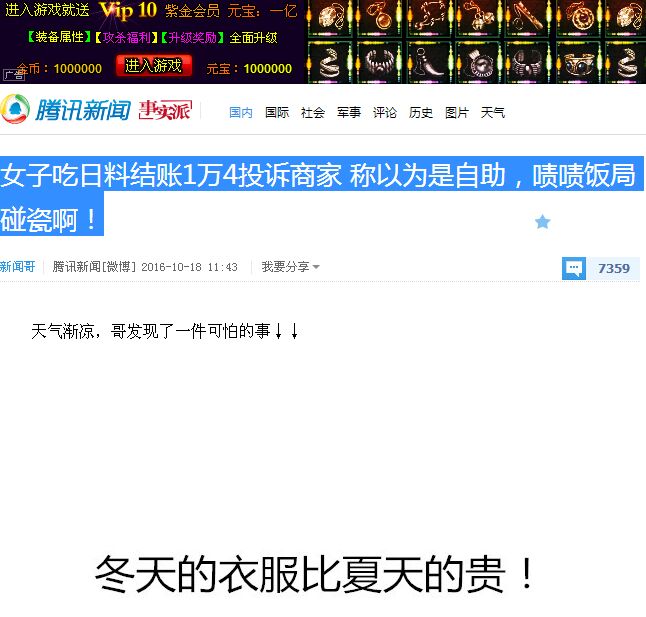 进入游戏就送 Vip 10 紫金会员 元宝：一亿
【装备属性】【攻杀福利】【升级奖励】全面升级
金币：1000000 进入游戏 元宝：1000000
广告
腾讯新闻 事实派 国内 国际 社会 军事 评论 历史 图片 天气
女子吃日料结账1万4投诉商家 称以为是自助，啧啧饭局
碰瓷啊！
新闻哥 腾讯新闻[微博] 2016-10-18 11:43 我要分享 7359
天气渐凉，哥发现了一件可怕的事↓↓
冬天的衣服比夏天的贵！